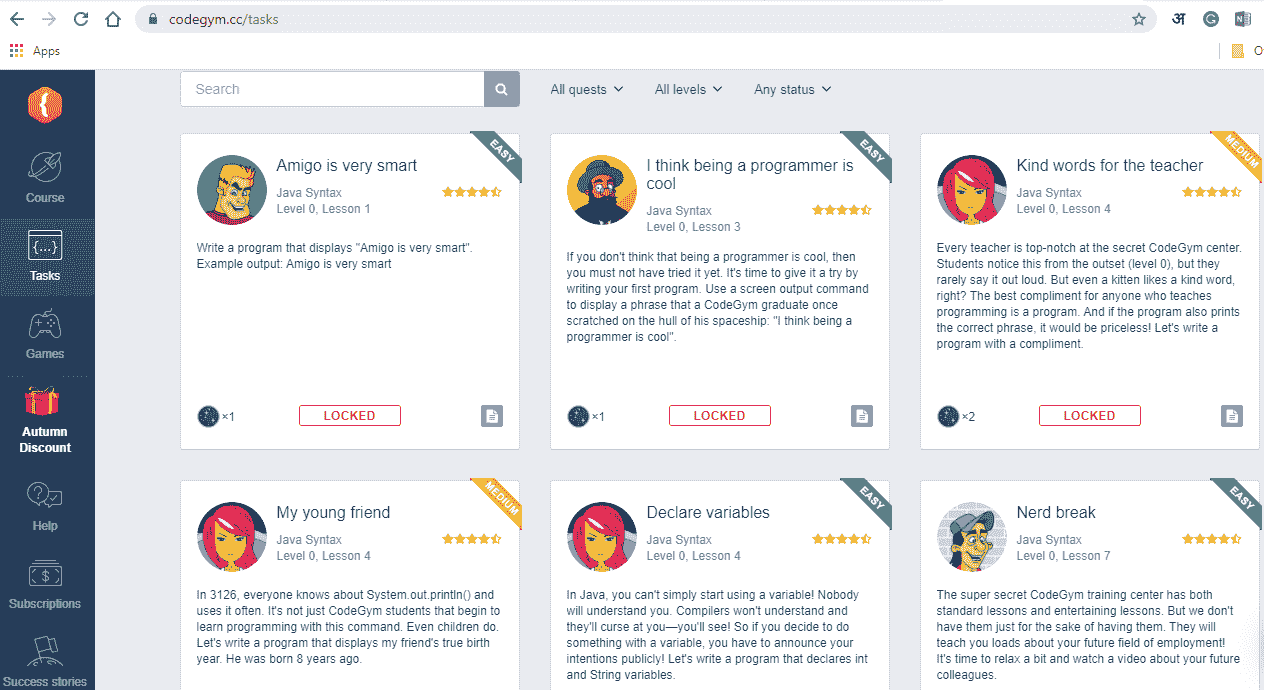 codegym.cc/tasks
अ
G
N
Apps
O
Search
All quests
All levels
Any status
Course
{...}
Tasks
Games
Autumn
Discount
Help
$
Subscriptions
Success stories
EASY
Amigo is very smart
Java Syntax
Level 0, Lesson 1
Write a program that displays "Amigo is very smart".
Example output: Amigo is very smart
×1
LOCKED
EASY
I think being a programmer is
cool
Java Syntax
Level 0, Lesson 3
If you don't think that being a programmer is cool, then
you must not have tried it yet. It's time to give it a try by
writing your first program. Use a screen output command
to display a phrase that a CodeGym graduate once
scratched on the hull of his spaceship: "I think being a
programmer is cool".
×1
LOCKED
MEDIUM
Kind words for the teacher
Java Syntax
Level 0, Lesson 4
Every teacher is top-notch at the secret CodeGym center.
Students notice this from the outset (level 0), but they
rarely say it out loud. But even a kitten likes a kind word,
right? The best compliment for anyone who teaches
programming is a program. And if the program also prints
the correct phrase, it would be priceless! Let's write a
program with a compliment.
×2
LOCKED
MEDIUM
My young friend
Java Syntax
Level 0, Lesson 4
In 3126, everyone knows about System.out.println() and
uses it often. It's not just CodeGym students that begin to
learn programming with this command. Even children do.
Let's write a program that displays my friend's true birth
year. He was born 8 years ago.
EASY
Declare variables
Java Syntax
Level 0, Lesson 4
In Java, you can't simply start using a variable! Nobody
will understand you. Compilers won't understand and
they'll curse at you—you'll see! So if you decide to do
something with a variable, you have to announce your
intentions publicly! Let's write a program that declares int
and String variables.
EASY
Nerd break
Java Syntax
Level 0, Lesson 7
The super secret CodeGym training center has both
standard lessons and entertaining lessons. But we don't
have them just for the sake of having them. They will
teach you loads about your future field of employment!
It's time to relax a bit and watch a video about your future
colleagues.